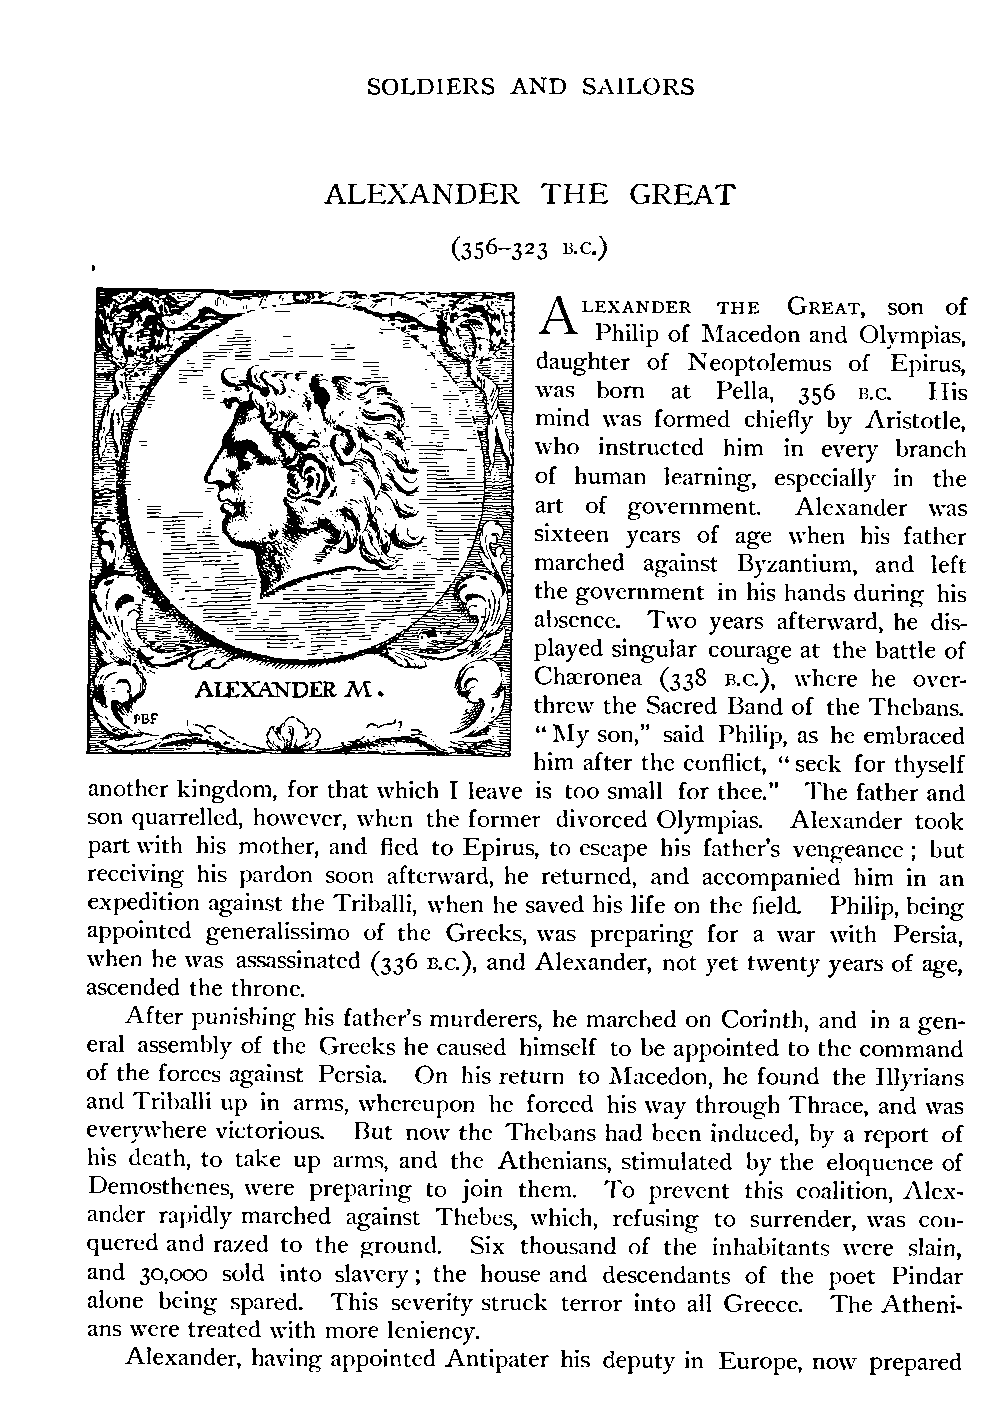 SOLDIERS AND SAILORS
ALEXANDER THE GREAT
(356–323 B.C.)
ALEXANDER M.
PBF
ALEXANDER THE GREAT, son of
Philip of Macedon and Olympias,
daughter of Neoptolemus of Epirus,
was born at Pella, 356 B.C. His
mind was formed chiefly by Aristotle,
who instructed him in every branch
of human learning, especially in the
art of government. Alexander was
sixteen years of age when his father
marched against Byzantium, and left
the government in his hands during his
absence. Two years afterward, he dis-
played singular courage at the battle of
Chæronea (338 B.C.), where he over-
threw the Sacred Band of the Thebans.
“My son,” said Philip, as he embraced
him after the conflict, “seek for thyself
another kingdom, for that which I leave is too small for thee.” The father and
son quarrelled, however, when the former divorced Olympias. Alexander took
part with his mother, and fled to Epirus, to escape his father’s vengeance; but
receiving his pardon soon afterward, he returned, and accompanied him in an
expedition against the Triballi, when he saved his life on the field. Philip, being
appointed generalissimo of the Greeks, was preparing for a war with Persia,
when he was assassinated (336 B.C.), and Alexander, not yet twenty years of age,
ascended the throne.
After punishing his father’s murderers, he marched on Corinth, and in a gen-
eral assembly of the Greeks he caused himself to be appointed to the command
of the forces against Persia. On his return to Macedon, he found the Illyrians
and Triballi up in arms, whereupon he forced his way through Thrace, and was
everywhere victorious. But now the Thebans had been induced, by a report of
his death, to take up arms, and the Athenians, stimulated by the eloquence of
Demosthenes, were preparing to join them. To prevent this coalition, Alex-
ander rapidly marched against Thebes, which, refusing to surrender, was con-
quered and razed to the ground. Six thousand of the inhabitants were slain,
and 30,000 sold into slavery; the house and descendants of the poet Pindar
alone being spared. This severity struck terror into all Greece. The Atheni-
ans were treated with more leniency.
Alexander, having appointed Antipater his deputy in Europe, now prepared